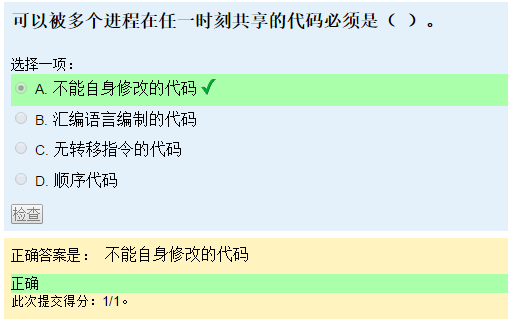 可以被多个进程在任一时刻共享的代码必须是（ ）。
选择一项：
A. 不能自身修改的代码 ✓
B. 汇编语言编制的代码
C. 无转移指令的代码
D. 顺序代码
检查
正确答案是： 不能自身修改的代码
正确
此次提交得分：1/1。